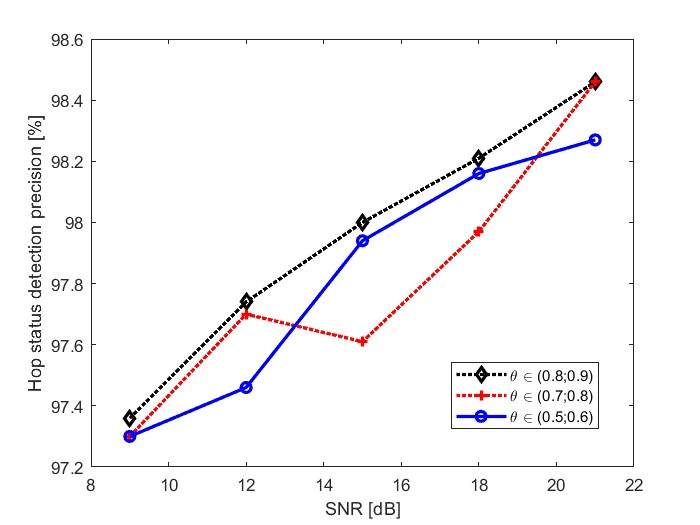 98.6
98.4
98.2
98
97.8
97.6
97.4
97.2
8 10 12 14 16 18 20 22
Hop status detection precision [%]
SNR [dB]
θ ∈ (0.8;0.9)
θ ∈ (0.7;0.8)
θ ∈ (0.5;0.6)